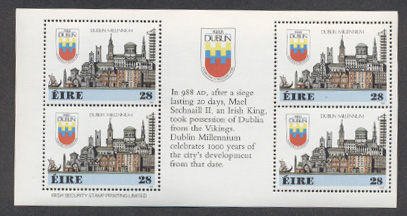 DUBLIN MILLENNIUM
ÉIRE 28
DUBLIN MILLENNIUM
ÉIRE 28
IRISH SECURITY STAMP PRINTING LIMITED
1988
DUBLIN
In 988 AD, after a siege
lasting 20 days, Mael
Sechnaill II, an Irish King,
took possesion of Dublin
from the Vikings.
Dublin Millennium
celebrates 1000 years of
the city's development
from that date.
DUBLIN MILLENNIUM
ÉIRE 28
DUBLIN MILLENNIUM
ÉIRE 28